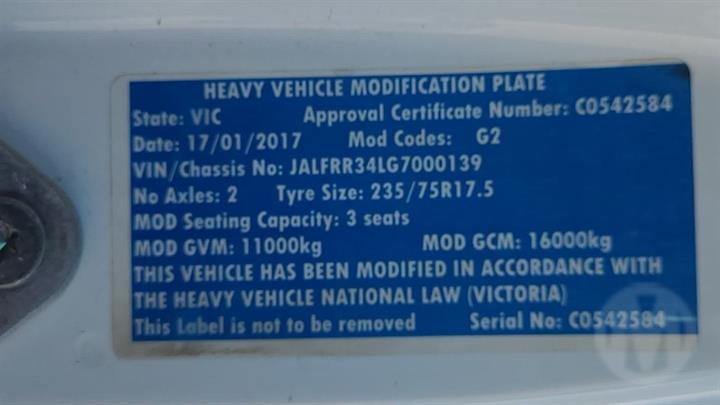 HEAVY VEHICLE MODIFICATION PLATE
State: VIC Approval Certificate Number: C0542584
Date: 17/01/2017 Mod Codes: G2
VIN/Chassis No: JALFRR34LG7000139
No Axles: 2 Tyre Size: 235/75R17.5
MOD Seating Capacity: 3 seats
MOD GVM: 11000kg MOD GCM: 16000kg
THIS VEHICLE HAS BEEN MODIFIED IN ACCORDANCE WITH
THE HEAVY VEHICLE NATIONAL LAW (VICTORIA)
This Label is not to be removed Serial No: C0542584